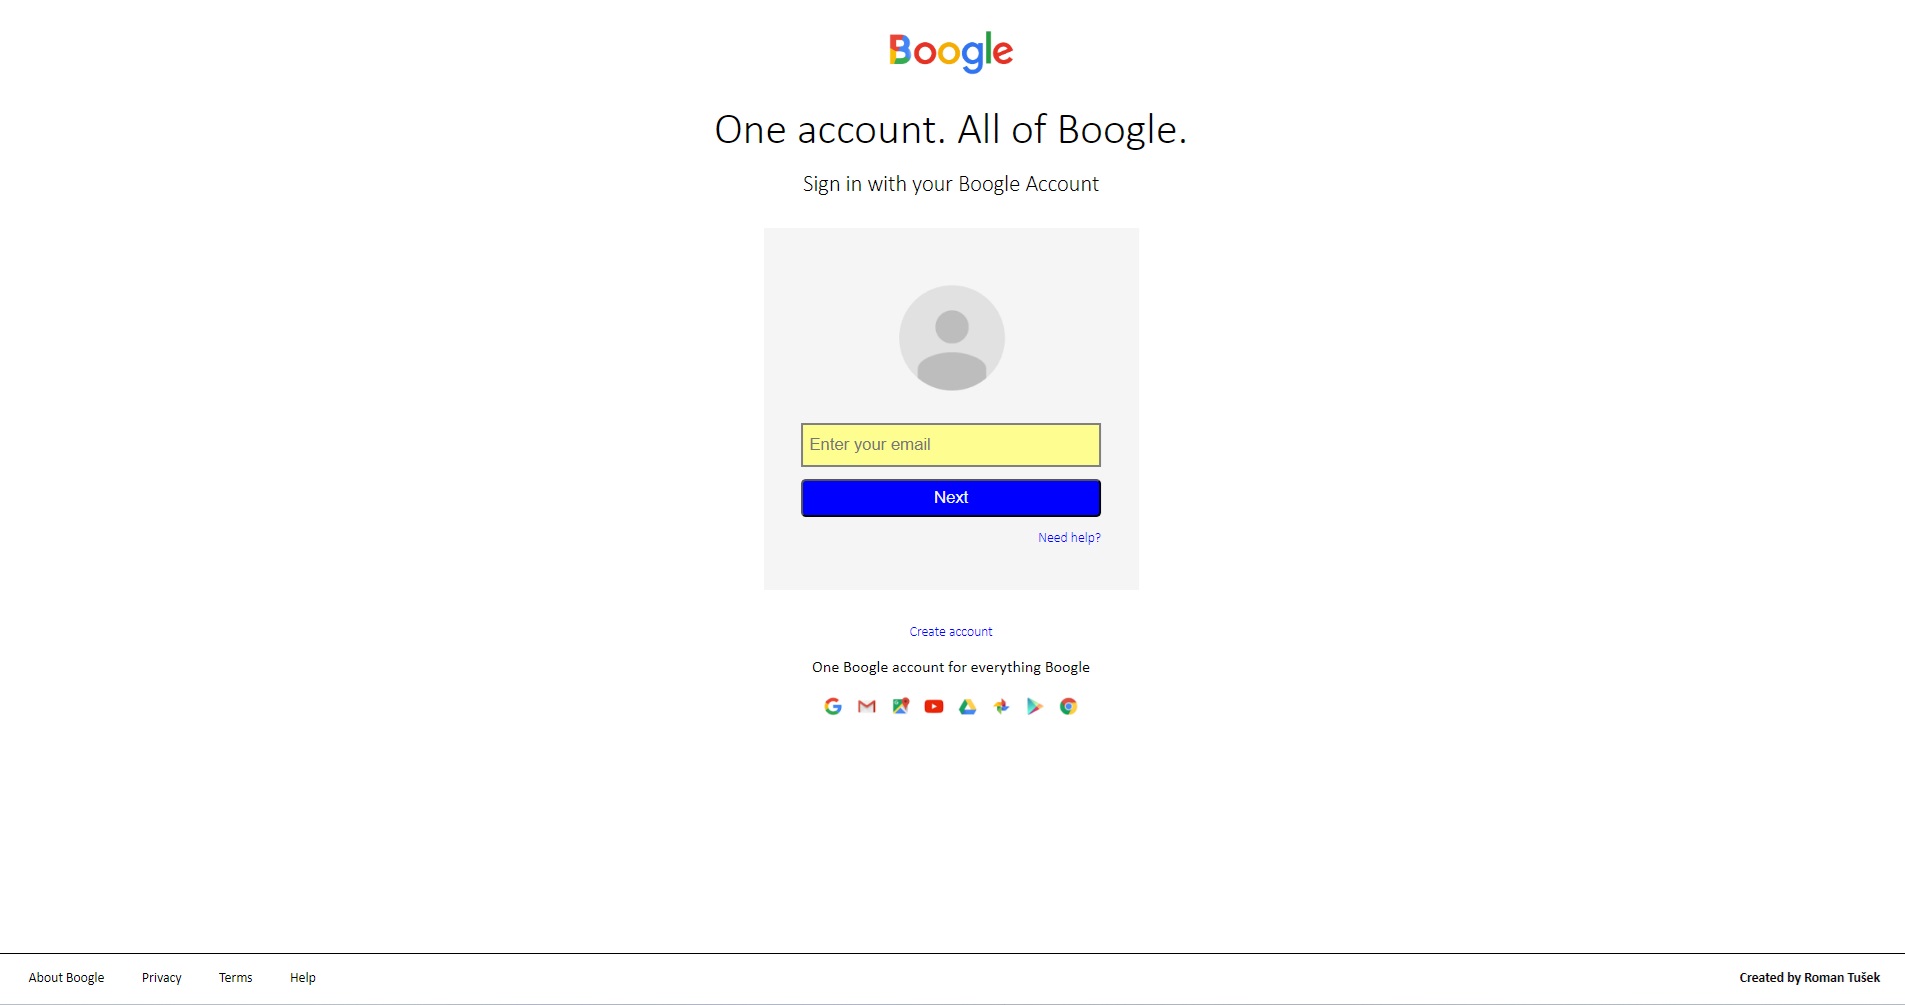 Boogle
One account. All of Boogle.
Sign in with your Boogle Account
Enter your email
Next
Need help?
Create account
One Boogle account for everything Boogle
About Boogle Privacy Terms Help
Created by Roman Tušek